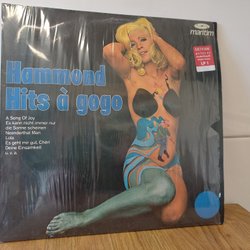 maritim
Hammond
Hits à gogo
A Song Of Joy
Es kann nicht immer nur
die Sonne scheinen
Neanderthal Man
Lola
Es geht mir gut, Chéri
Deine Einsamkeit
u. v. a.